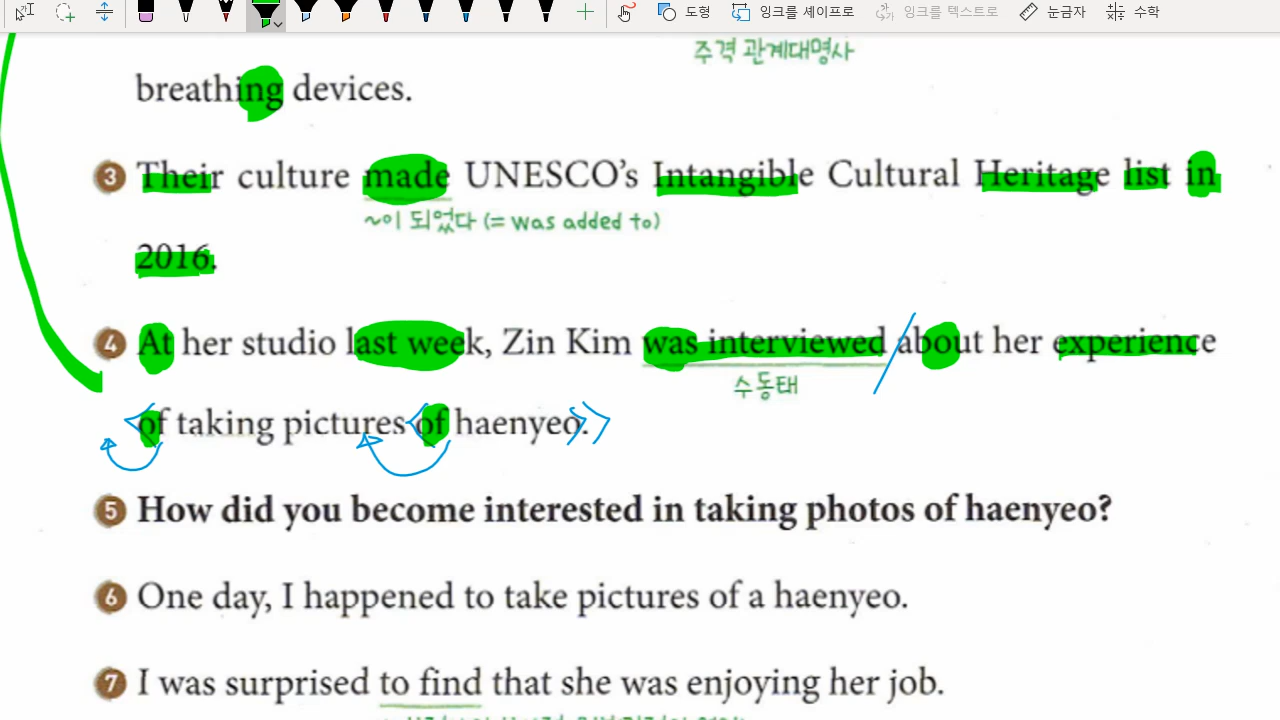 도형 잉크를 셰이프로 잉크를 텍스트로 눈금자 수학
주격 관계대명사
breathing devices.
3 Their culture made UNESCO's Intangible Cultural Heritage list in
~이 되었다 (= was added to)
2016.
4 At her studio last week, Zin Kim was interviewed about her experience
수동태
of taking pictures of haenyeo.
5 How did you become interested in taking photos of haenyeo?
6 One day, I happened to take pictures of a haenyeo.
7 I was surprised to find that she was enjoying her job.